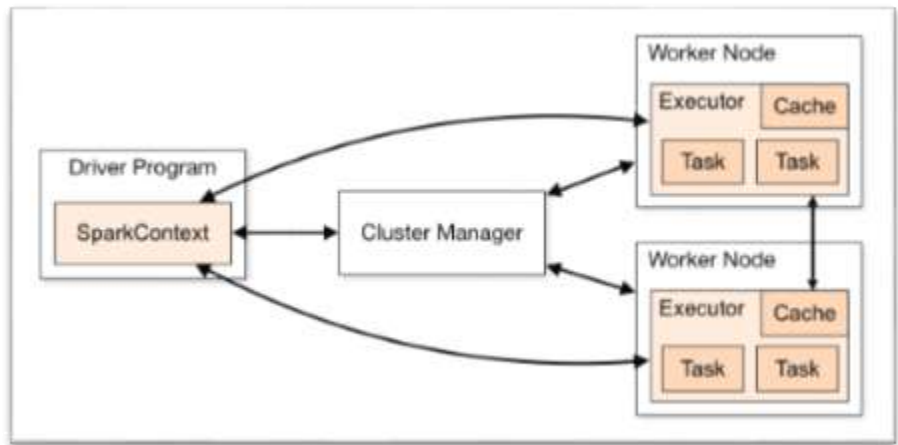 Driver Program
SparkContext
Cluster Manager
Worker Node
Executor
Cache
Task
Task
Worker Node
Executor
Cache
Task
Task